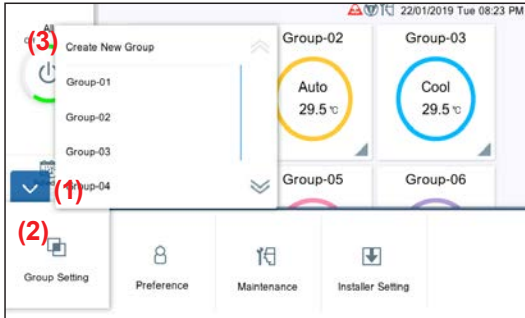 22/01/2019 Tue 08:23 PM
All
(3) Create New Group
Group-01
Group-02
Group-03
Group-04
(1)
Group-02
Auto
29.5 ℃
Group-03
Cool
29.5 ℃
Group-05
Group-06
(2)
Group Setting
Preference
Maintenance
Installer Setting